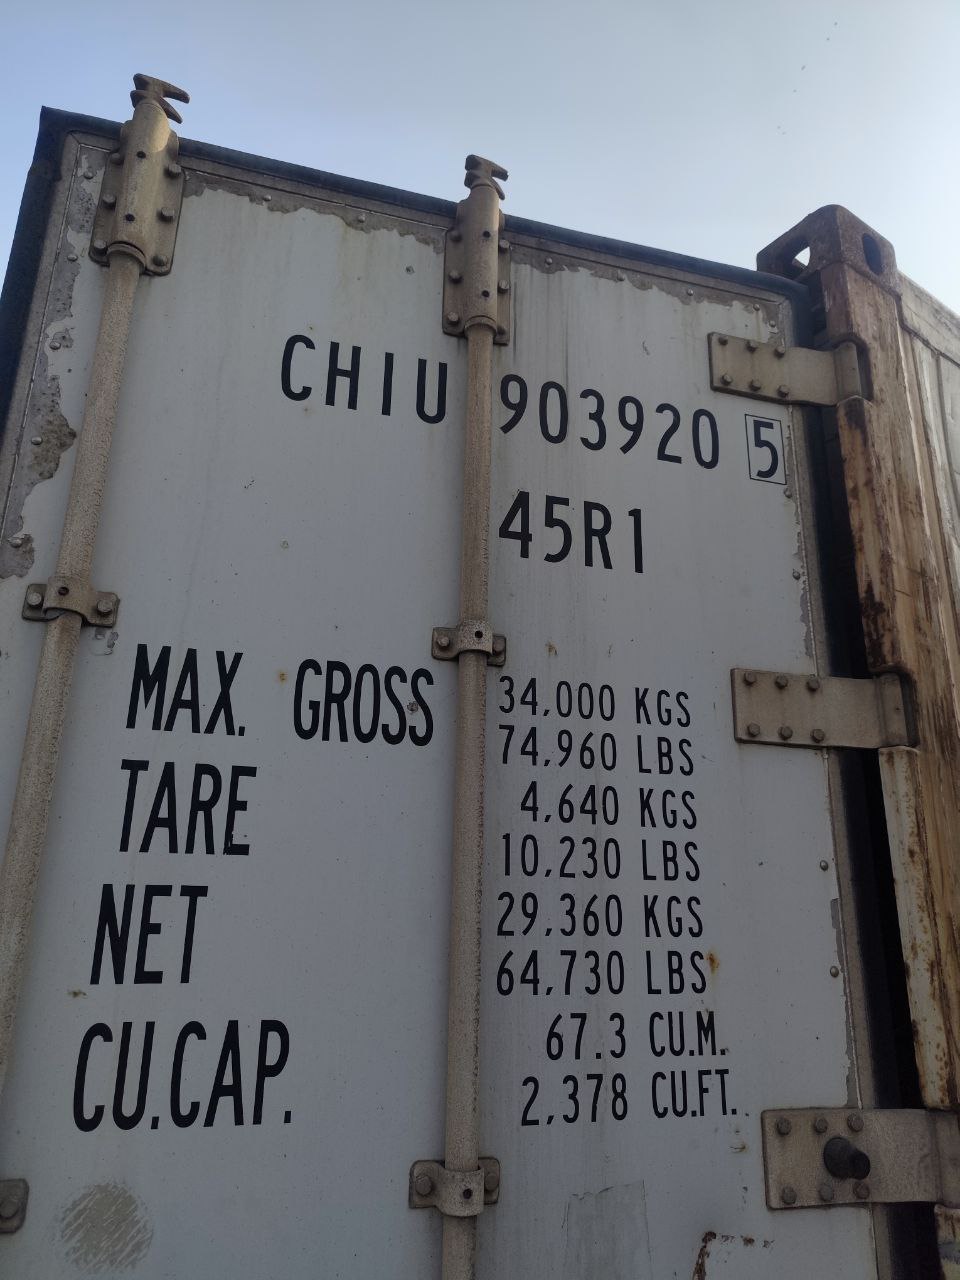 CHIU 903920 5
45R1
MAX. GROSS 34,000 KGS
74,960 LBS
TARE 4,640 KGS
10,230 LBS
NET 29,360 KGS
64,730 LBS
CU.CAP. 67.3 CU.M.
2,378 CU.FT.